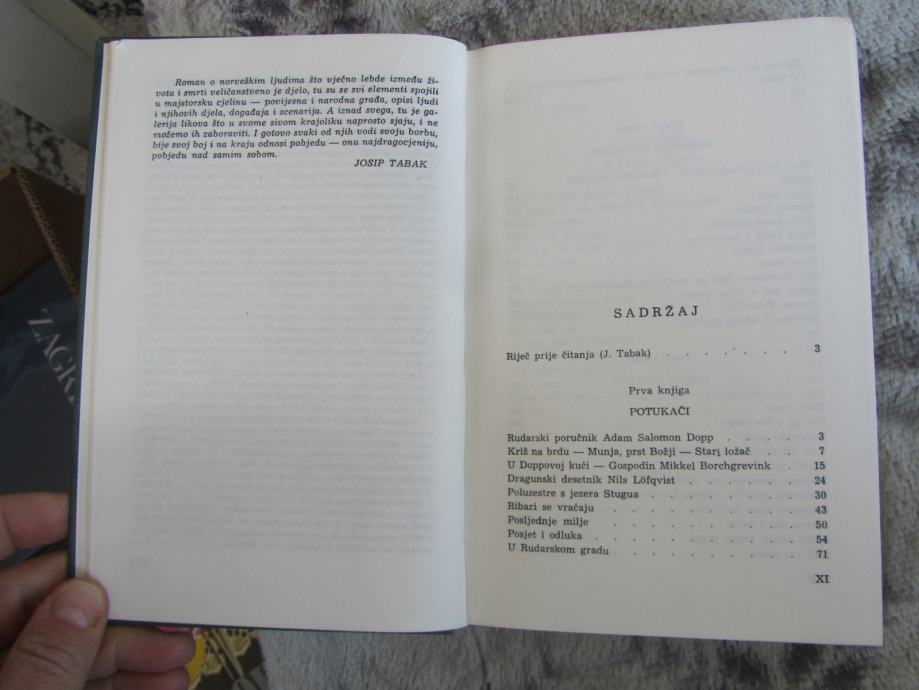 Roman o norveškim ljudima što vječno lebde između ži-
vota i smrti veličanstveno je djelo, tu su se svi elementi spojili
u majstorsku cjelinu — povijesna i narodna građa, opisi ljudi
i njihovih djela, događaja i scenarija. A iznad svega, tu je ga-
lerija likova što u svome sivom krajoliku naprosto sjaju, i ne
možemo ih zaboraviti. I gotovo svaki od njih vodi svoju borbu,
bije svoj boj i na kraju odnosi pobjedu — onu najdragocjeniju,
pobjedu nad samim sobom.
JOSIP TABAK
ZAGR
SADRŽAJ
Riječ prije čitanja (J. Tabak) . . . . . . . 3
Prva knjiga
POTUKAČI
Rudarski poručnik Adam Salomon Dopp . . . . 3
Križ na brdu — Munja, prst Božji — Stari ložač . . 7
U Doppovoj kući — Gospodin Mikkel Borchgrevink . 15
Dragunski desetnik Nils Löfqvist . . . . . . 24
Polusestre s jezera Stugua . . . . . . . 30
Ribari se vraćaju . . . . . . . . . 43
Posljednje milje . . . . . . . . . 50
Posjet i odluka . . . . . . . . . 54
U Rudarskom gradu . . . . . . . . 71
XI